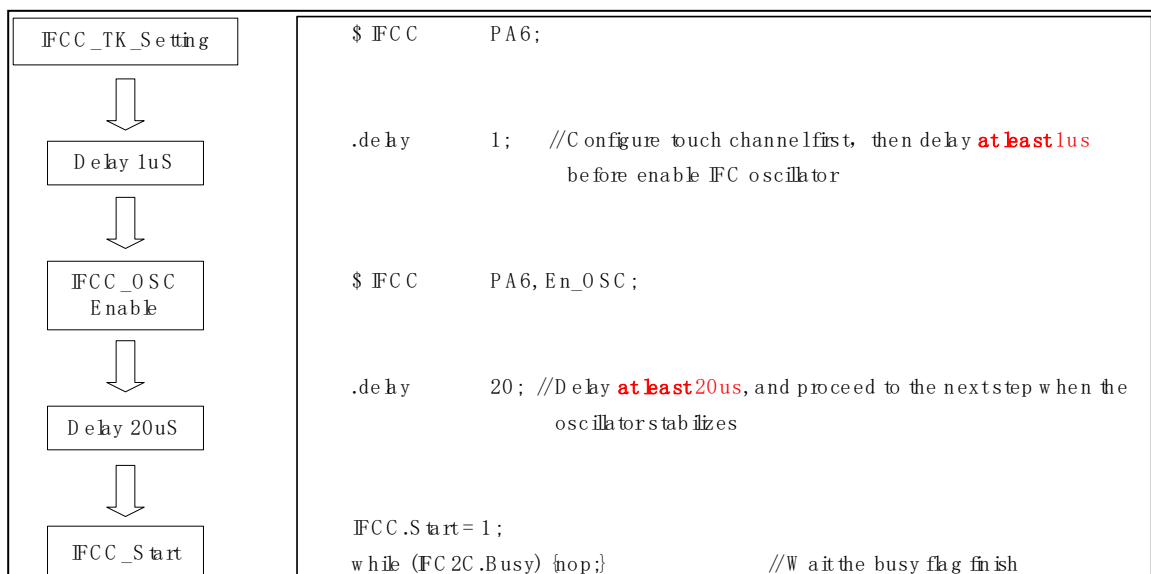 IFCC_TK_Setting
$ IFCC PA6;
Delay 1uS
.delay 1; //Configure touch channel first, then delay at least 1us
before enable IFC oscillator
IFCC_OSC
Enable
$ IFCC PA6, En_OSC;
Delay 20uS
.delay 20; //Delay at least 20us, and proceed to the next step when the
oscillator stabilizes
IFCC_Start
IFCC.Start = 1;
while (IFC2C.Busy) {nop;} //Wait the busy flag finish